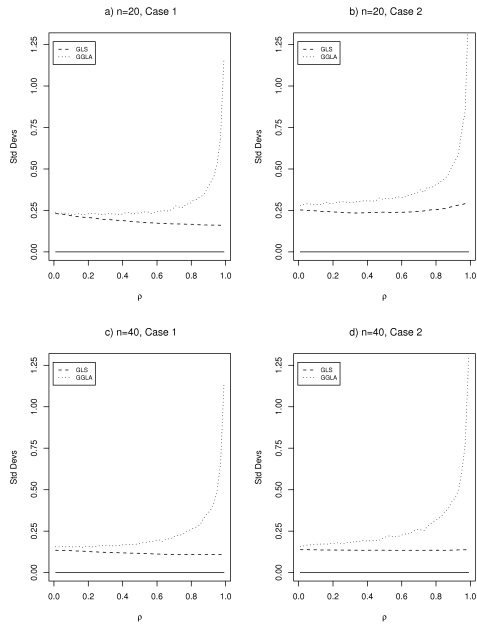 a) n=20, Case 1
GLS
GGLA
Std Devs
0.00 0.25 0.50 0.75 1.00 1.25
0.0 0.2 0.4 0.6 0.8 1.0
ρ
b) n=20, Case 2
GLS
GGLA
Std Devs
0.00 0.25 0.50 0.75 1.00 1.25
0.0 0.2 0.4 0.6 0.8 1.0
ρ
c) n=40, Case 1
GLS
GGLA
Std Devs
0.00 0.25 0.50 0.75 1.00 1.25
0.0 0.2 0.4 0.6 0.8 1.0
ρ
d) n=40, Case 2
GLS
GGLA
Std Devs
0.00 0.25 0.50 0.75 1.00 1.25
0.0 0.2 0.4 0.6 0.8 1.0
ρ